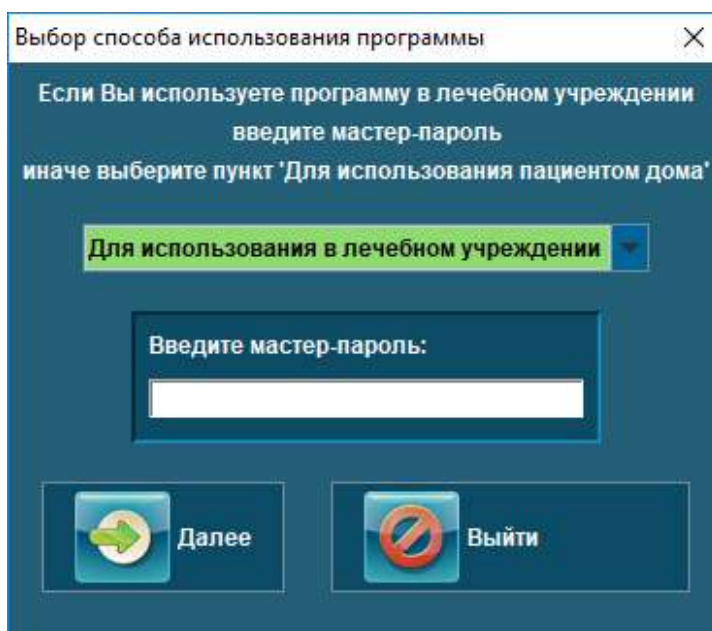 Выбор способа использования программы
Если Вы используете программу в лечебном учреждении
введите мастер-пароль
иначе выберите пункт 'Для использования пациентом дома'
Для использования в лечебном учреждении
Введите мастер-пароль:
Далее
Выйти